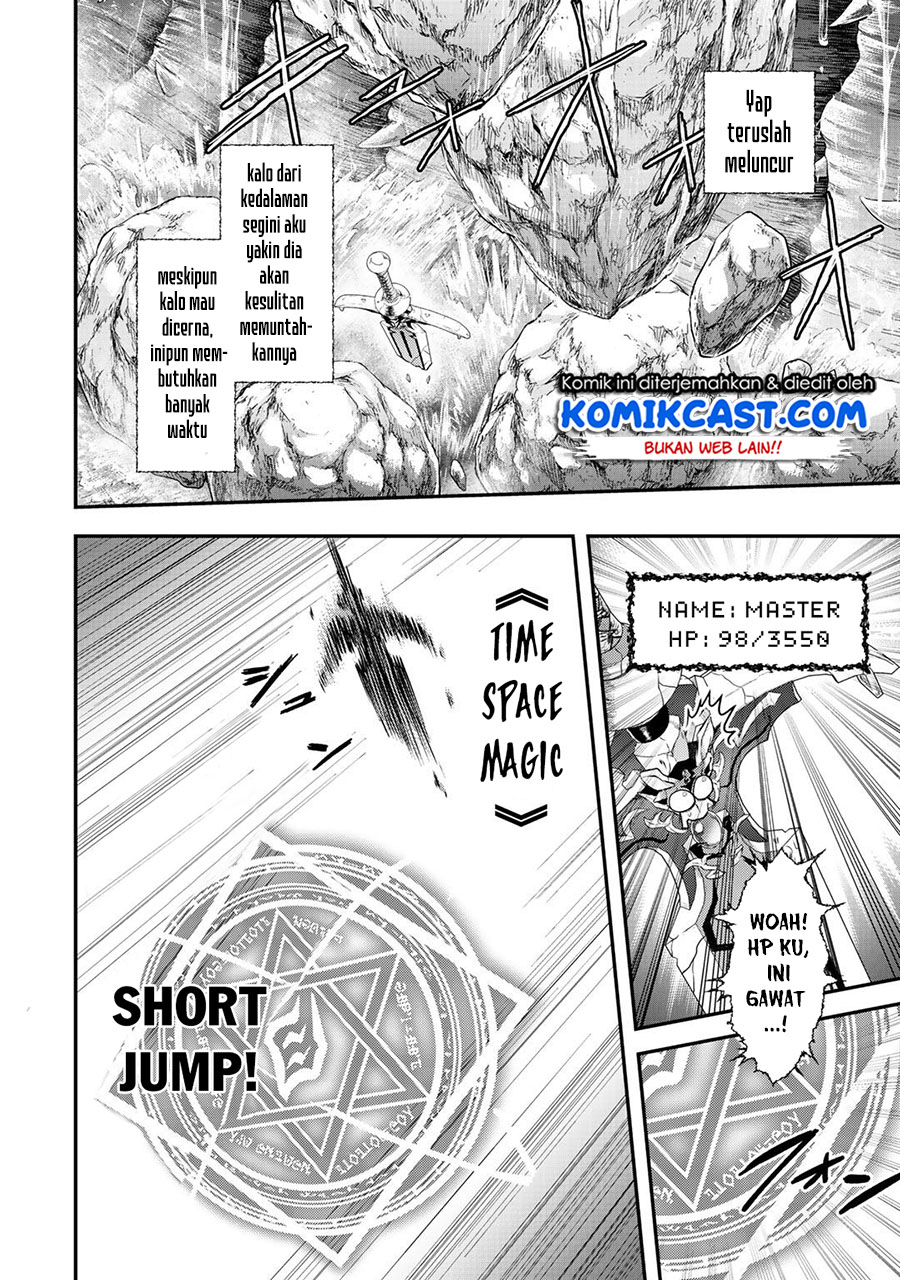 Yap
teruslah
meluncur
kalo dari
kedalaman
segini aku
yakin dia
akan
kesulitan
memuntah-
kannya
meskipun
kalo mau
dicerna,
inipun mem-
butuhkan
banyak
waktu
Komik ini diterjemahkan & diedit oleh
KOMIKCAST.COM
BUKAN WEB LAIN!!
NAME: MASTER
HP: 98/3550
WOAH!
HP KU,
INI
GAWAT
...!
《TIME
SPACE
MAGIC》
SHORT
JUMP!